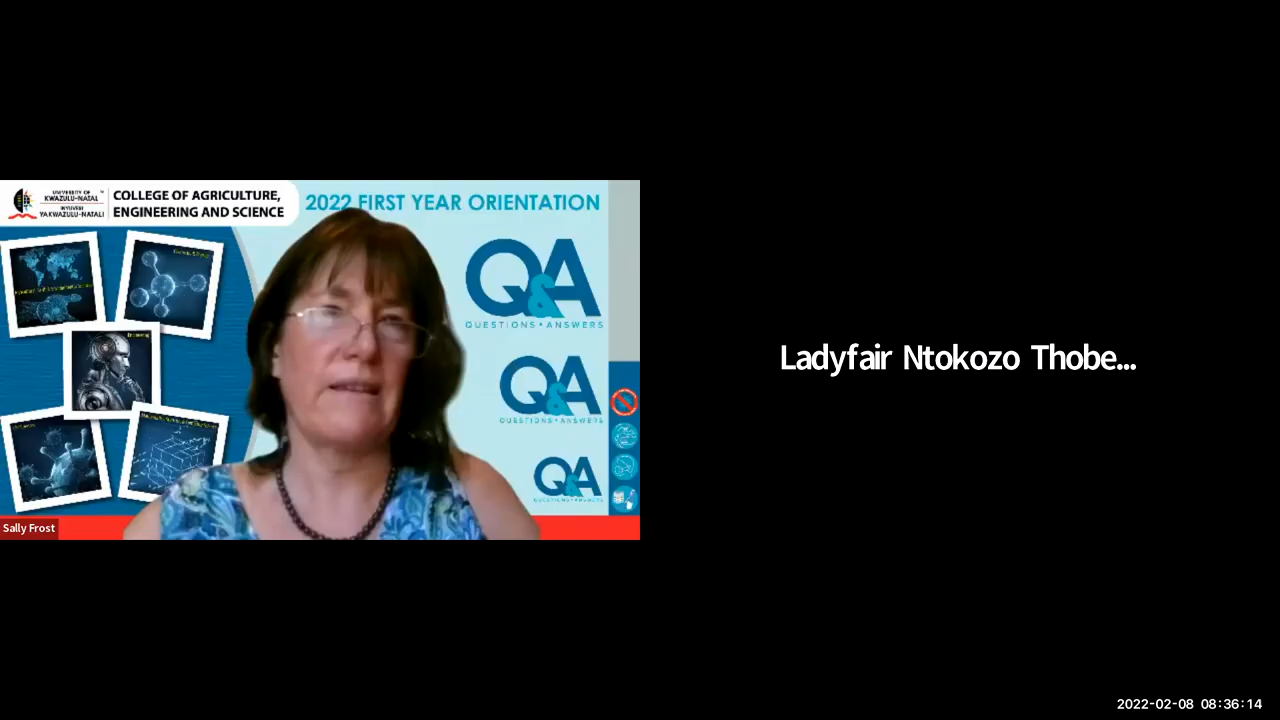 UNIVERSITY OF
KWAZULU-NATAL
INYUVESI
YAKWAZULU-NATALI
COLLEGE OF AGRICULTURE,
ENGINEERING AND SCIENCE
2022 FIRST YEAR ORIENTATION
Q&A
QUESTIONS • ANSWERS
Engineering
Q&A
QUESTIONS • ANSWERS
Q&A
QUESTIONS • ANSWERS
Sally Frost
Ladyfair Ntokozo Thobe...
2022-02-08 08:36:14